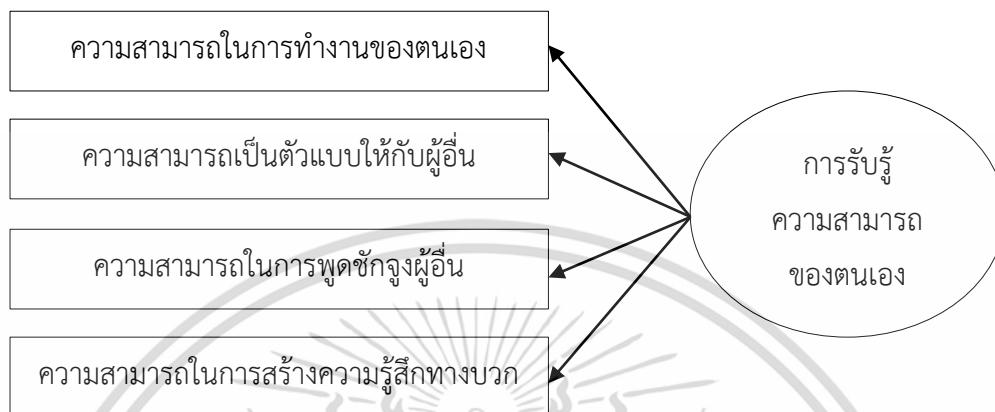 ความสามารถในการทำงานของตนเอง
ความสามารถเป็นตัวแบบให้กับผู้อื่น
ความสามารถในการพูดชักจูงผู้อื่น
ความสามารถในการสร้างความรู้สึกทางบวก
การรับรู้
ความสามารถ
ของตนเอง